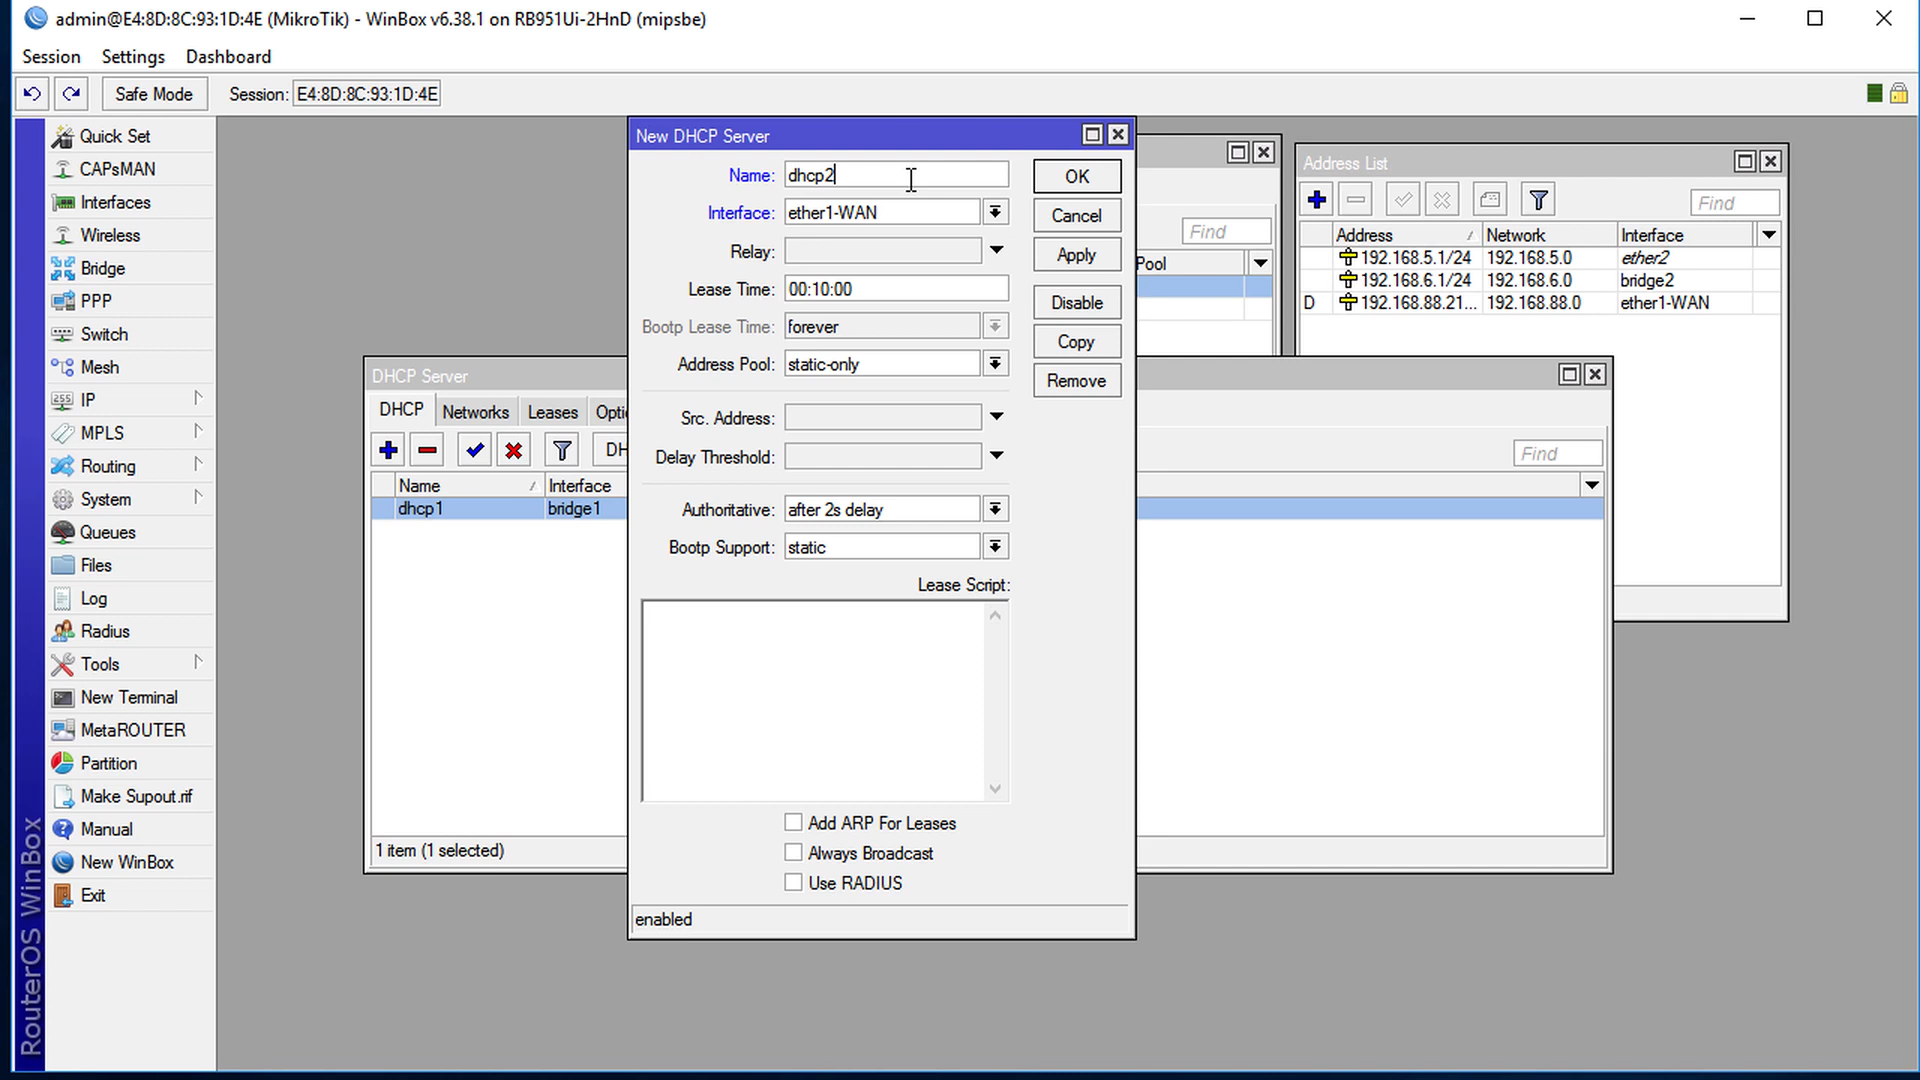 admin@E4:8D:8C:93:1D:4E (MikroTik) - WinBox v6.38.1 on RB951Ui-2HnD (mipsbe)
Session Settings Dashboard
Safe Mode Session: E4:8D:8C:93:1D:4E
Quick Set
CAPsMAN
Interfaces
Wireless
Bridge
PPP
Switch
Mesh
IP
MPLS
Routing
System
Queues
Files
Log
Radius
Tools
New Terminal
MetaROUTER
Partition
Make Supout.rif
Manual
New WinBox
Exit
RouterOS WinBox
DHCP Server
DHCP Networks Leases
DH
Find
Name Interface
dhcp1 bridge1
1 item (1 selected)
New DHCP Server
Name: dhcp2
Interface: ether1-WAN
Relay:
Lease Time: 00:10:00
Bootp Lease Time: forever
Address Pool: static-only
Src. Address:
Delay Threshold:
Authoritative: after 2s delay
Bootp Support: static
Lease Script:
Add ARP For Leases
Always Broadcast
Use RADIUS
enabled
OK
Cancel
Apply
Disable
Copy
Remove
Find
Pool
Address List
Find
Address Network Interface
192.168.5.1/24 192.168.5.0 ether2
192.168.6.1/24 192.168.6.0 bridge2
D 192.168.88.21... 192.168.88.0 ether1-WAN